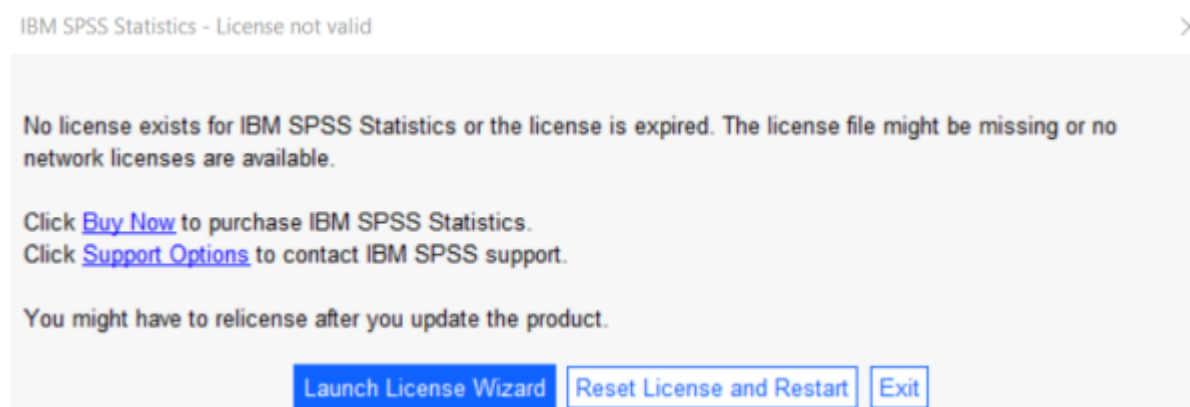 IBM SPSS Statistics - License not valid
No license exists for IBM SPSS Statistics or the license is expired. The license file might be missing or no
network licenses are available.
Click Buy Now to purchase IBM SPSS Statistics.
Click Support Options to contact IBM SPSS support.
You might have to relicense after you update the product.
Launch License Wizard Reset License and Restart Exit